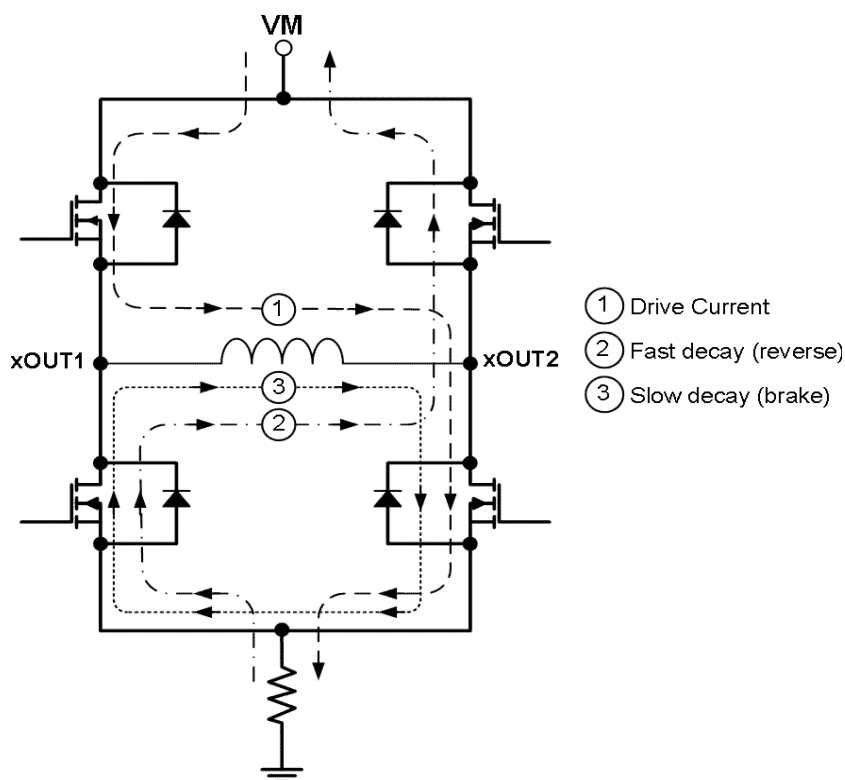 VM
1
xOUT1
xOUT2
3
2
1 Drive Current
2 Fast decay (reverse)
3 Slow decay (brake)